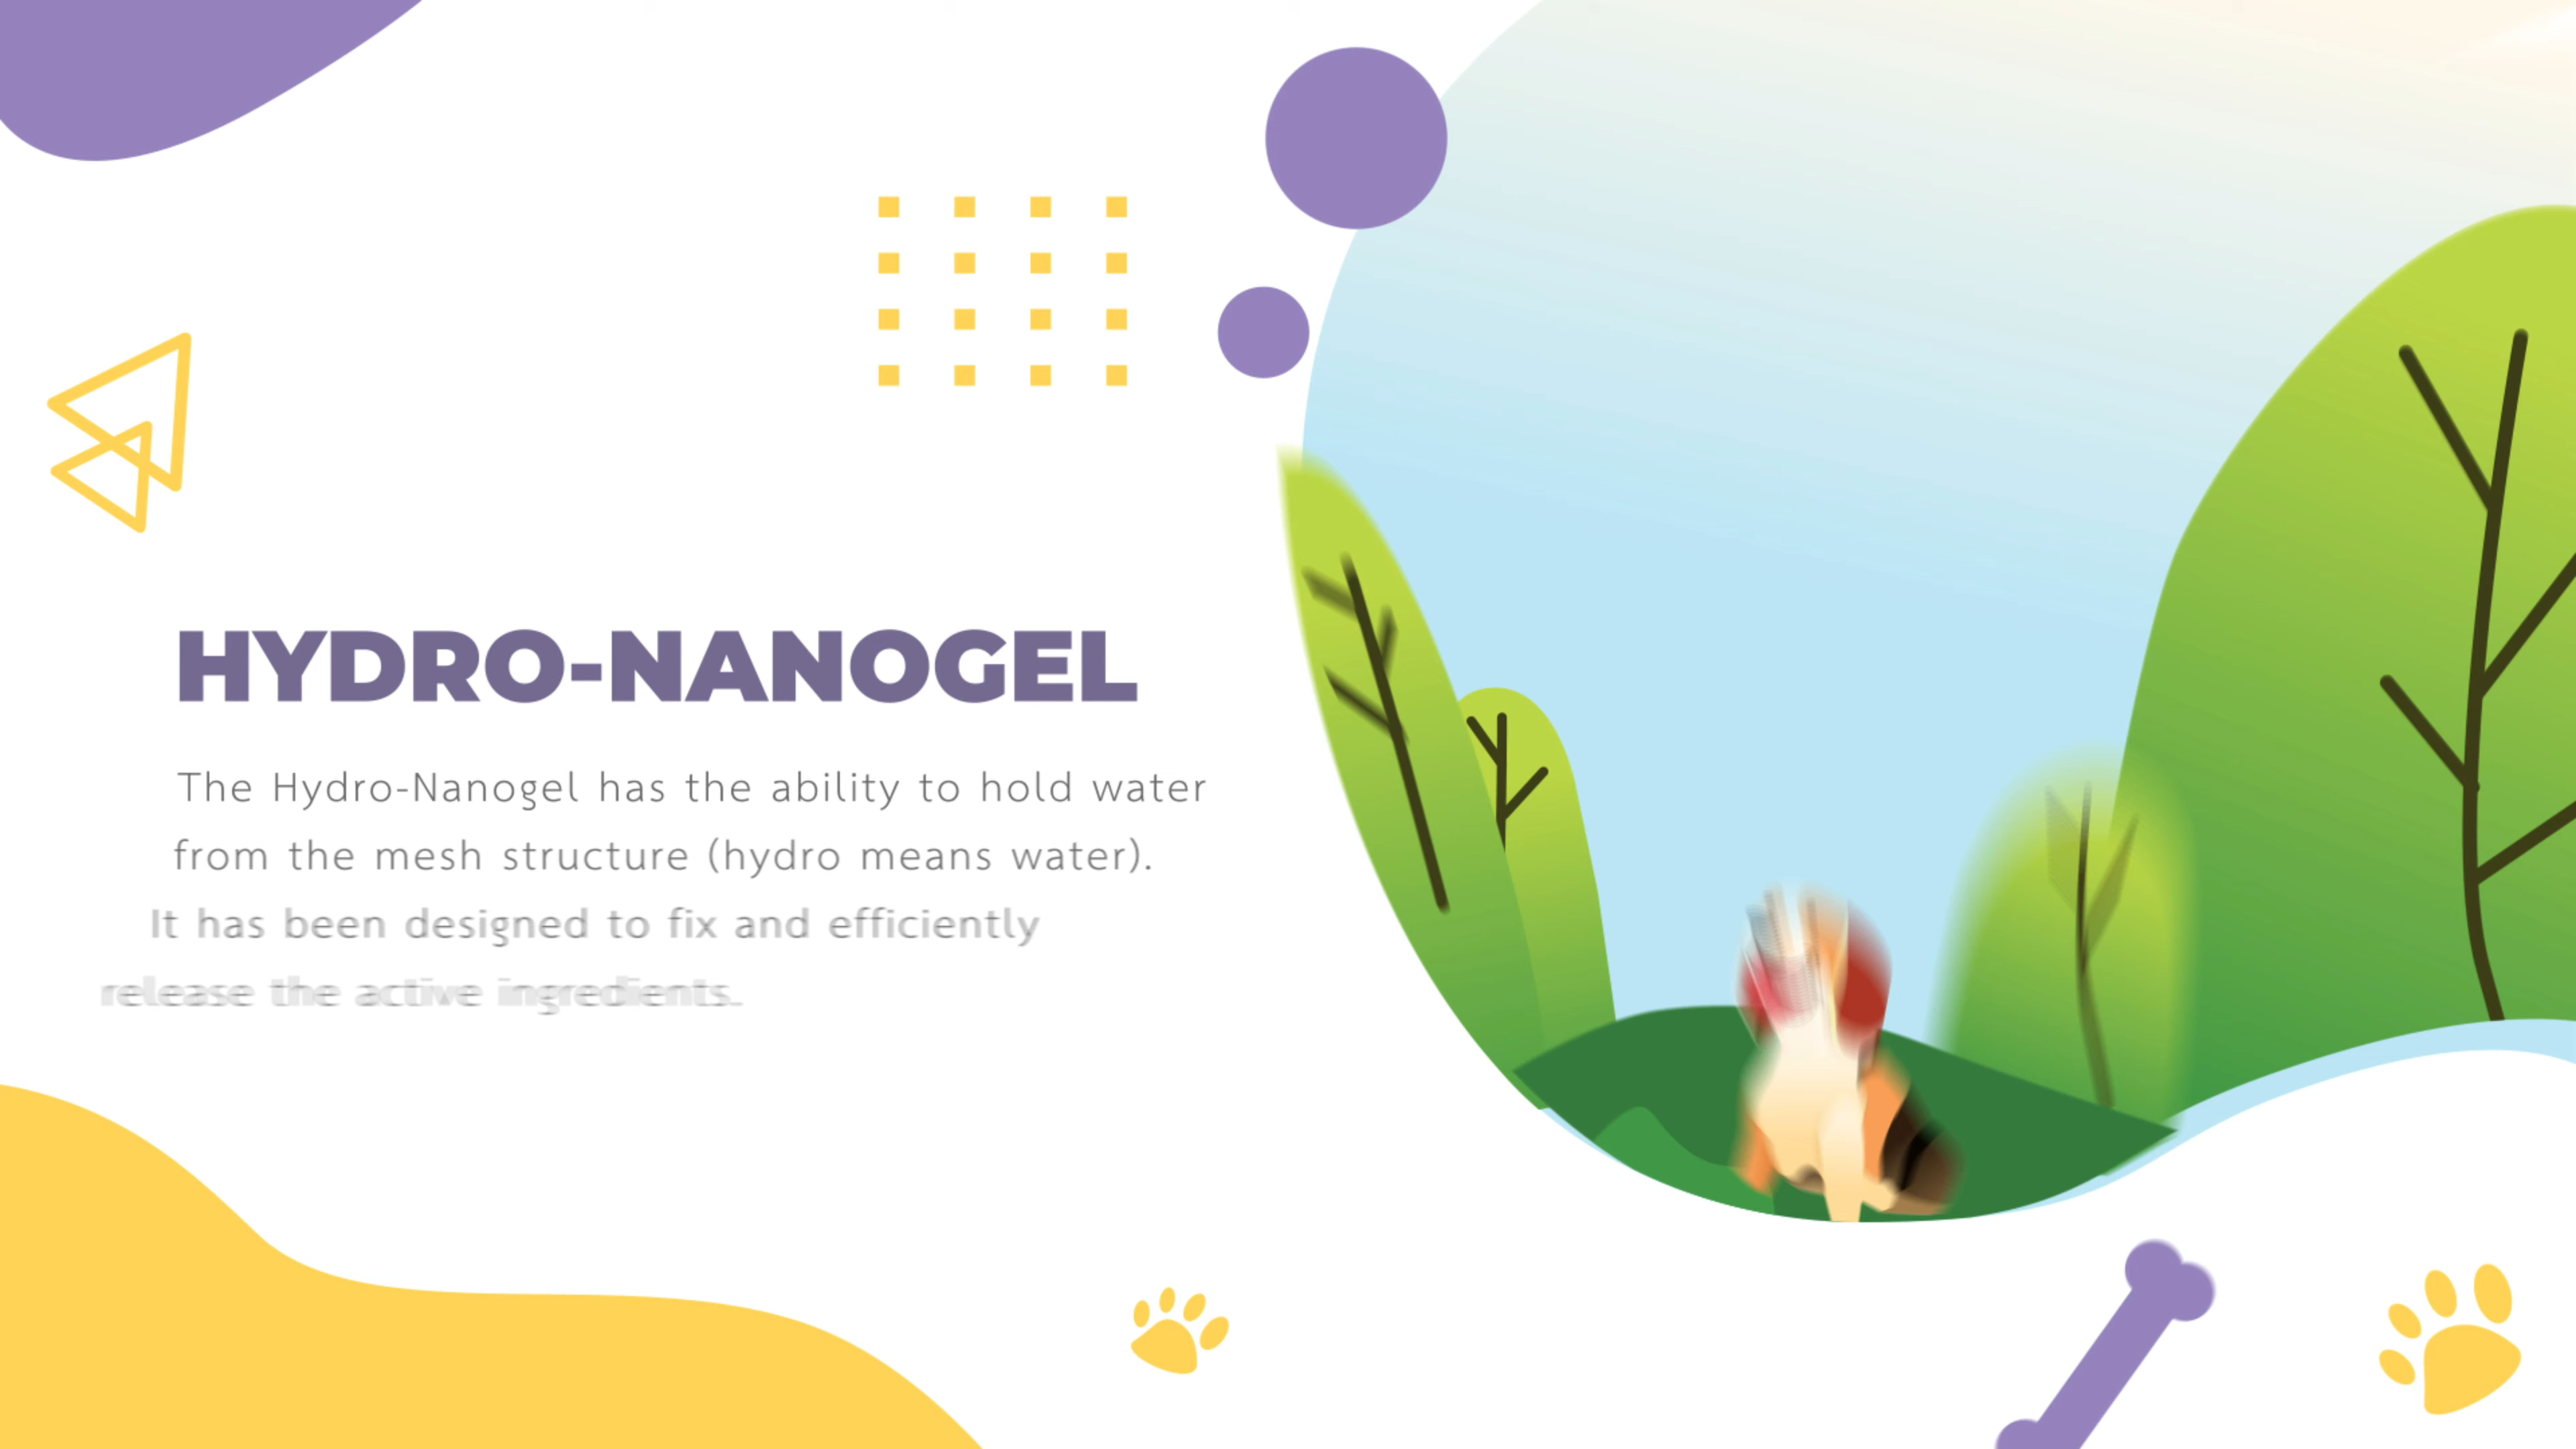 HYDRO-NANOGEL
The Hydro-Nanogel has the ability to hold water
from the mesh structure (hydro means water).
It has been designed to fix and efficiently
release the active ingredients.